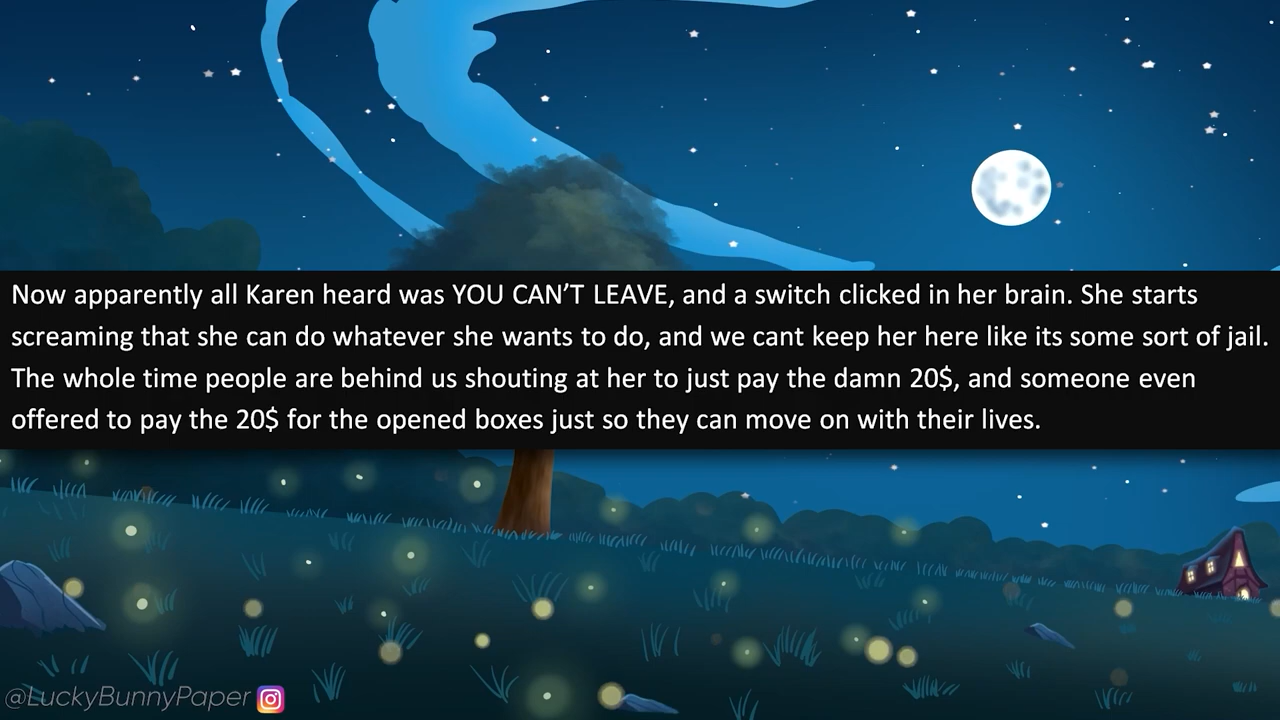 Now apparently all Karen heard was YOU CAN’T LEAVE, and a switch clicked in her brain. She starts
screaming that she can do whatever she wants to do, and we cant keep her here like its some sort of jail.
The whole time people are behind us shouting at her to just pay the damn 20$, and someone even
offered to pay the 20$ for the opened boxes just so they can move on with their lives.
@LuckyBunnyPaper